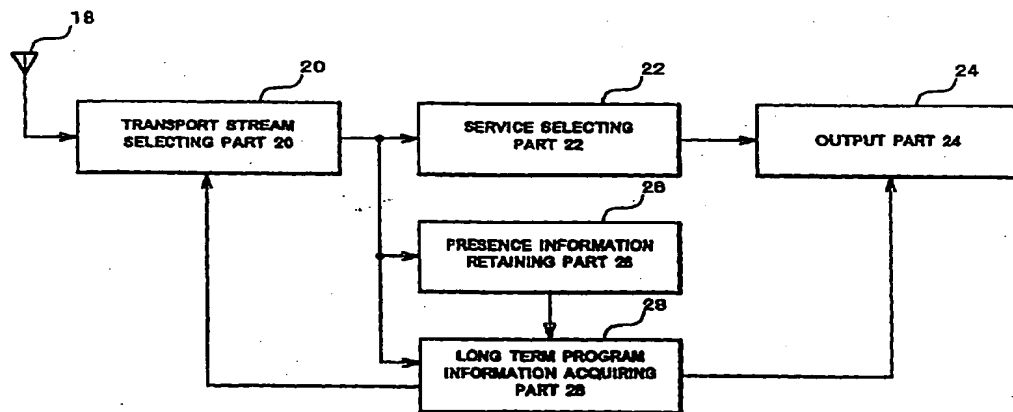 18
20
22
24
TRANSPORT STREAM
SELECTING PART 20
SERVICE SELECTING
PART 22
OUTPUT PART 24
26
PRESENCE INFORMATION
RETAINING PART 26
28
LONG TERM PROGRAM
INFORMATION ACQUIRING
PART 28